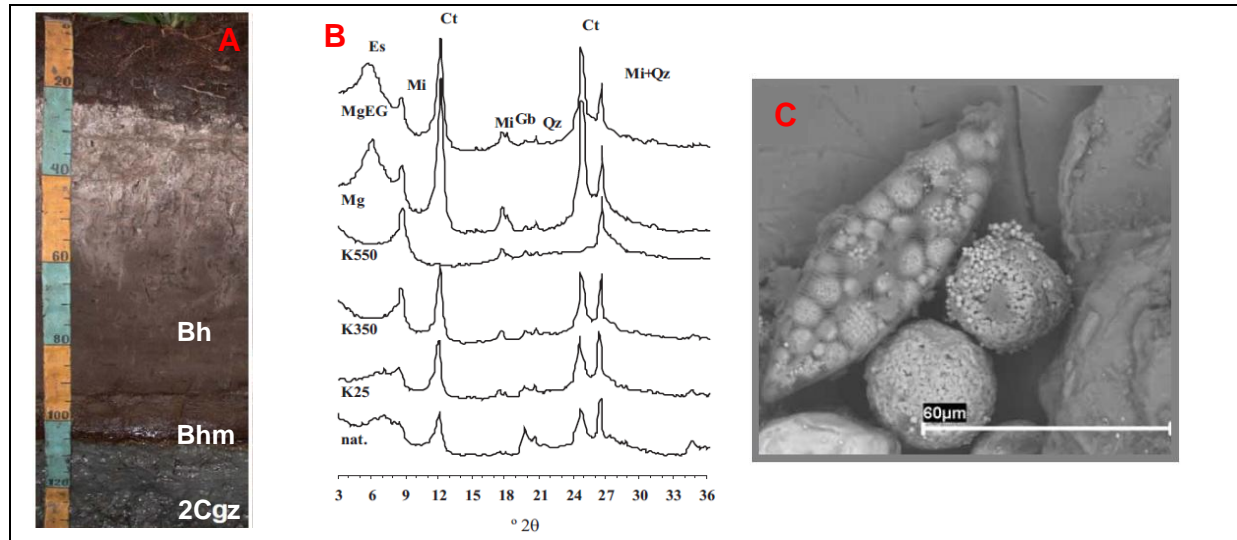 A
0
20
40
60
80
100
120
Bh
Bhm
2Cgz
B
Ct
Ct
Es
Mi
Mi+Qz
MgEG
Mi
Gb
Qz
Mg
K550
K350
K25
nat.
3 6 9 12 15 18 21 24 27 30 33 36
º 2θ
C
60µm